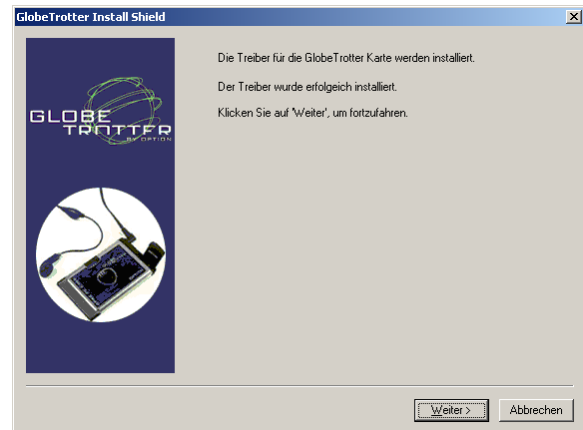 GlobeTrotter Install Shield
Die Treiber für die GlobeTrotter Karte werden installiert.
Der Treiber wurde erfolgeich installiert.
Klicken Sie auf 'Weiter', um fortzufahren.
GLOBE
TROTTER
BY OPTION
Weiter >
Abbrechen